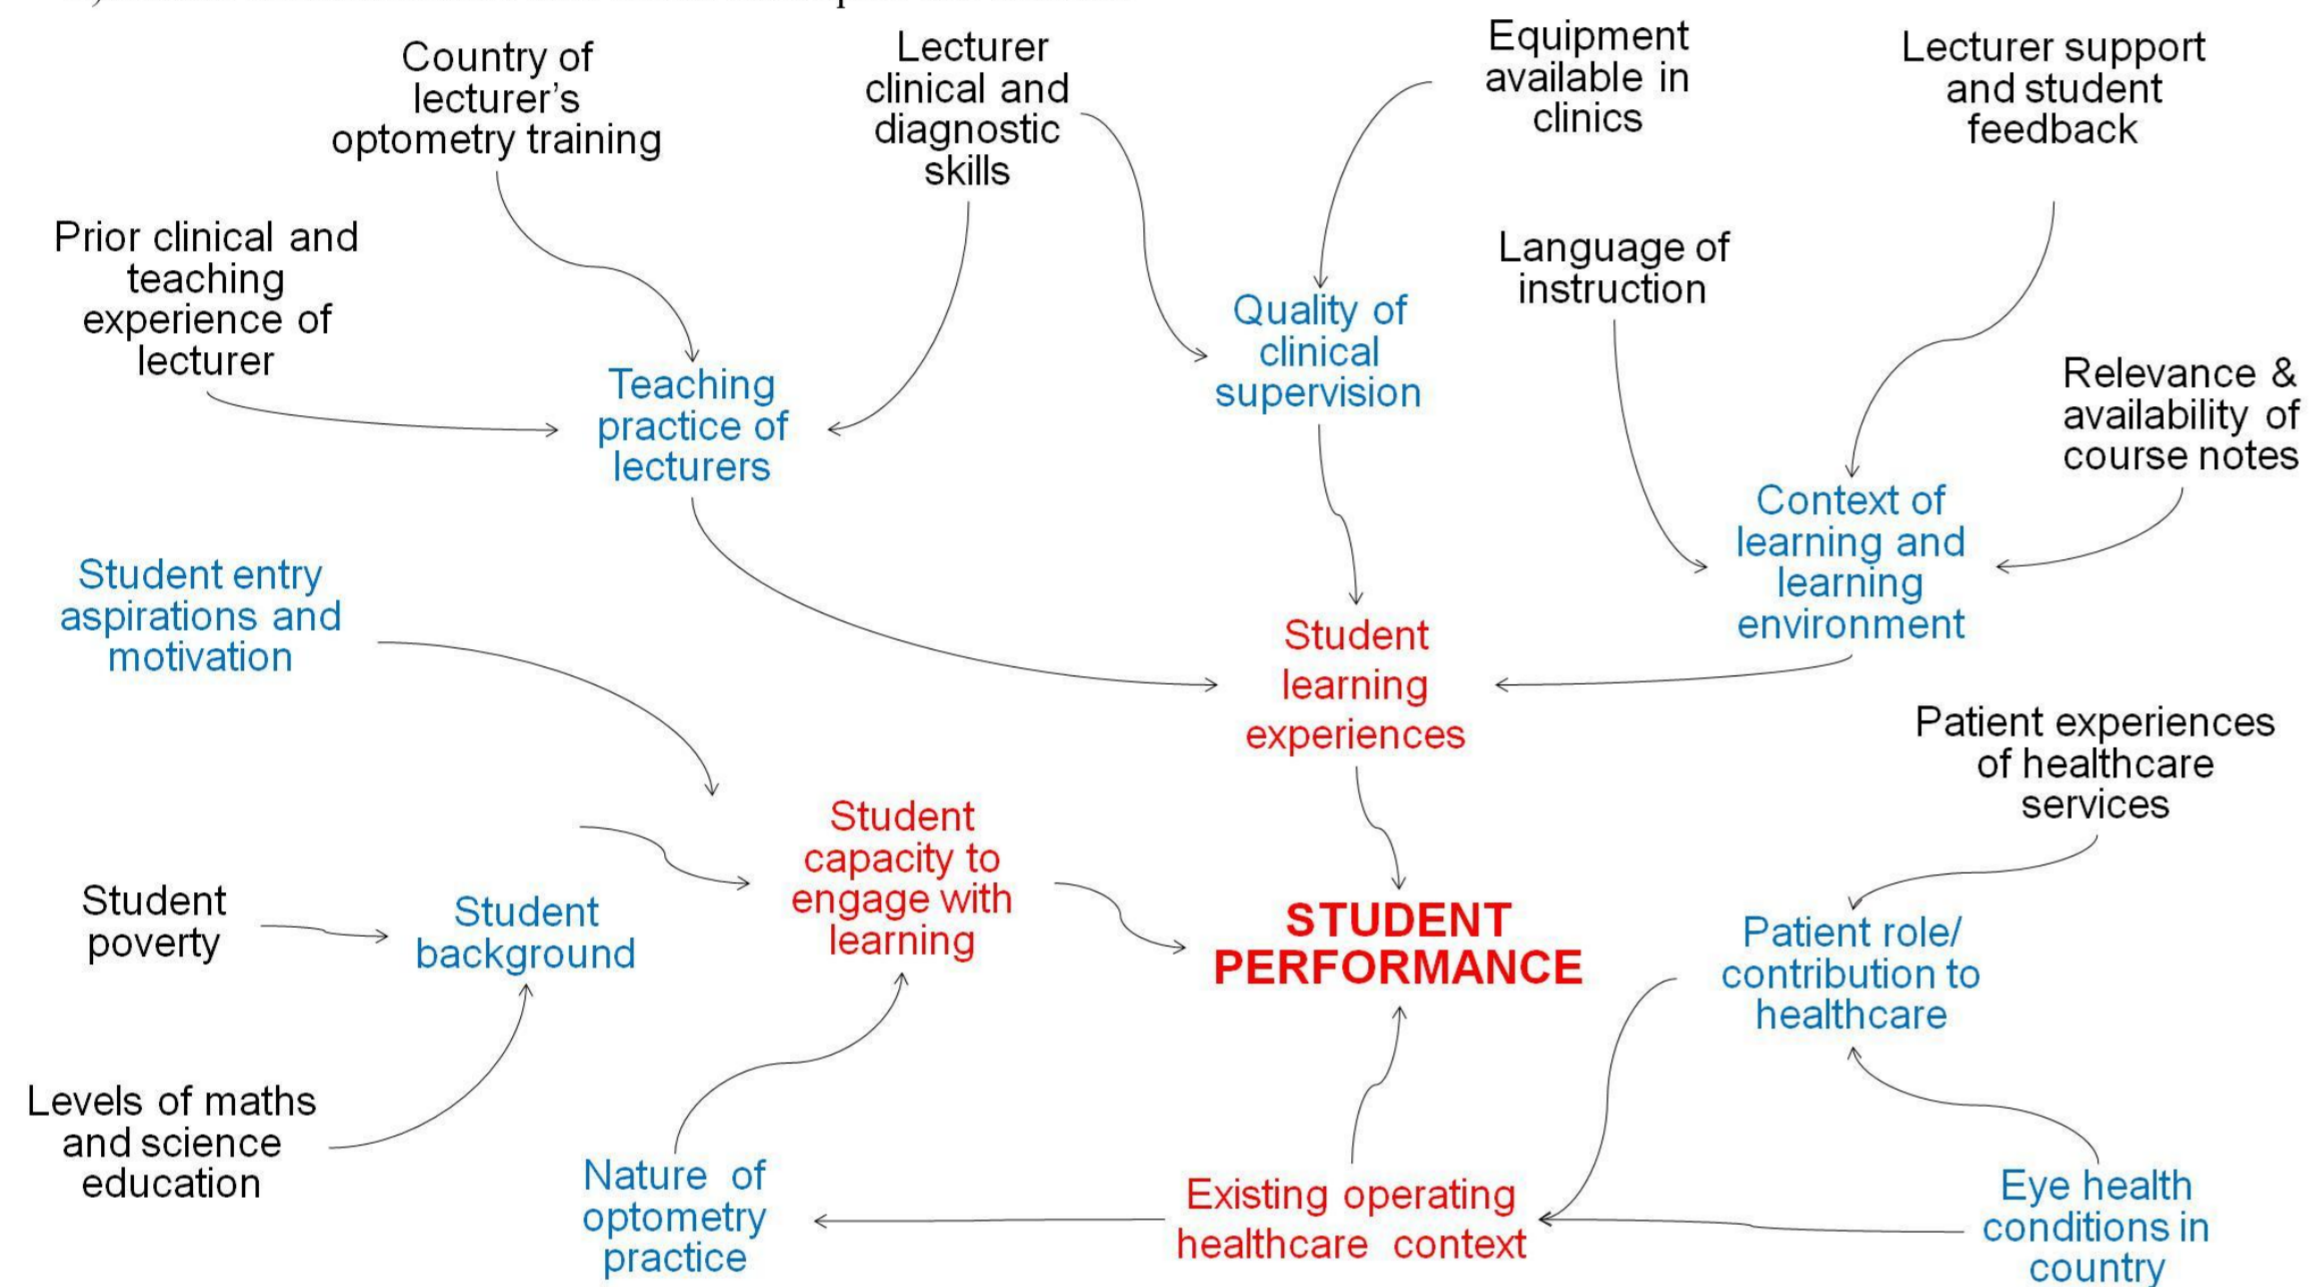 Country of
lecturer's
optometry training
Lecturer
clinical and
diagnostic
skills
Equipment
available in
clinics
Lecturer support
and student
feedback
Prior clinical and
teaching
experience of
lecturer
Language of
instruction
Quality of
clinical
supervision
Teaching
practice of
lecturers
Relevance &
availability of
course notes
Context of
learning and
learning
environment
Student entry
aspirations and
motivation
Student
learning
experiences
Patient experiences
of healthcare
services
Student
capacity to
engage with
learning
Student
poverty
Student
background
STUDENT
PERFORMANCE
Patient role/
contribution to
healthcare
Levels of maths
and science
education
Nature of
optometry
practice
Existing operating
healthcare context
Eye health
conditions in
country